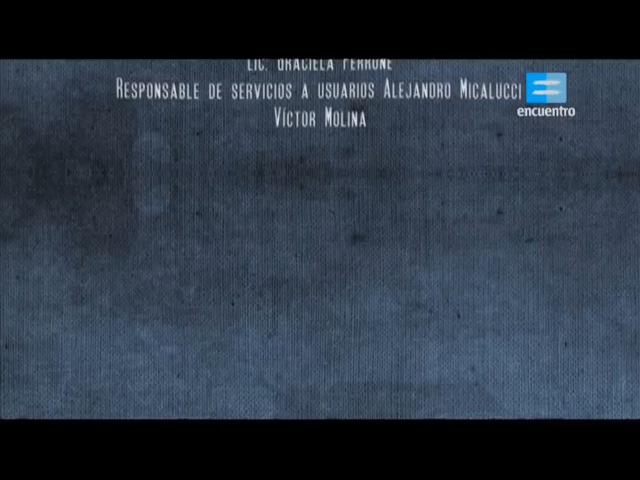 LIC. GRACIELA PERRONE
RESPONSABLE DE SERVICIOS A USUARIOS ALEJANDRO MICALUCCI
VÍCTOR MOLINA
encuentro